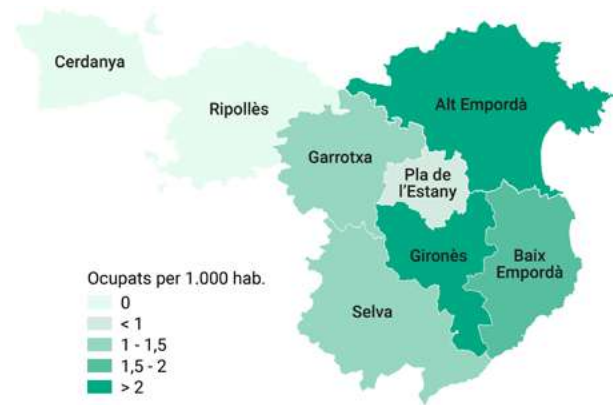 Cerdanya
Ripollès
Alt Empordà
Garrotxa
Pla de
l'Estany
Gironès
Baix
Empordà
Selva
Ocupats per 1.000 hab.
0
< 1
1 - 1,5
1,5 - 2
> 2